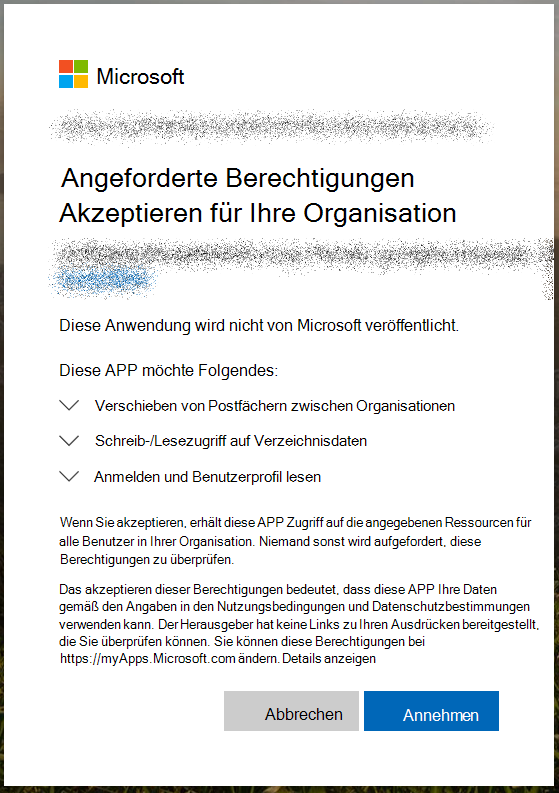 Microsoft
Angeforderte Berechtigungen
Akzeptieren für Ihre Organisation
Diese Anwendung wird nicht von Microsoft veröffentlicht.
Diese APP möchte Folgendes:
Verschieben von Postfächern zwischen Organisationen
Schreib-/Lesezugriff auf Verzeichnisdaten
Anmelden und Benutzerprofil lesen
Wenn Sie akzeptieren, erhält diese APP Zugriff auf die angegebenen Ressourcen für
alle Benutzer in Ihrer Organisation. Niemand sonst wird aufgefordert, diese
Berechtigungen zu überprüfen.
Das akzeptieren dieser Berechtigungen bedeutet, dass diese APP Ihre Daten
gemäß den Angaben in den Nutzungsbedingungen und Datenschutzbestimmungen
verwenden kann. Der Herausgeber hat keine Links zu Ihren Ausdrücken bereitgestellt,
die Sie überprüfen können. Sie können diese Berechtigungen bei
https://myApps.Microsoft.com ändern. Details anzeigen
Abbrechen
Annehmen